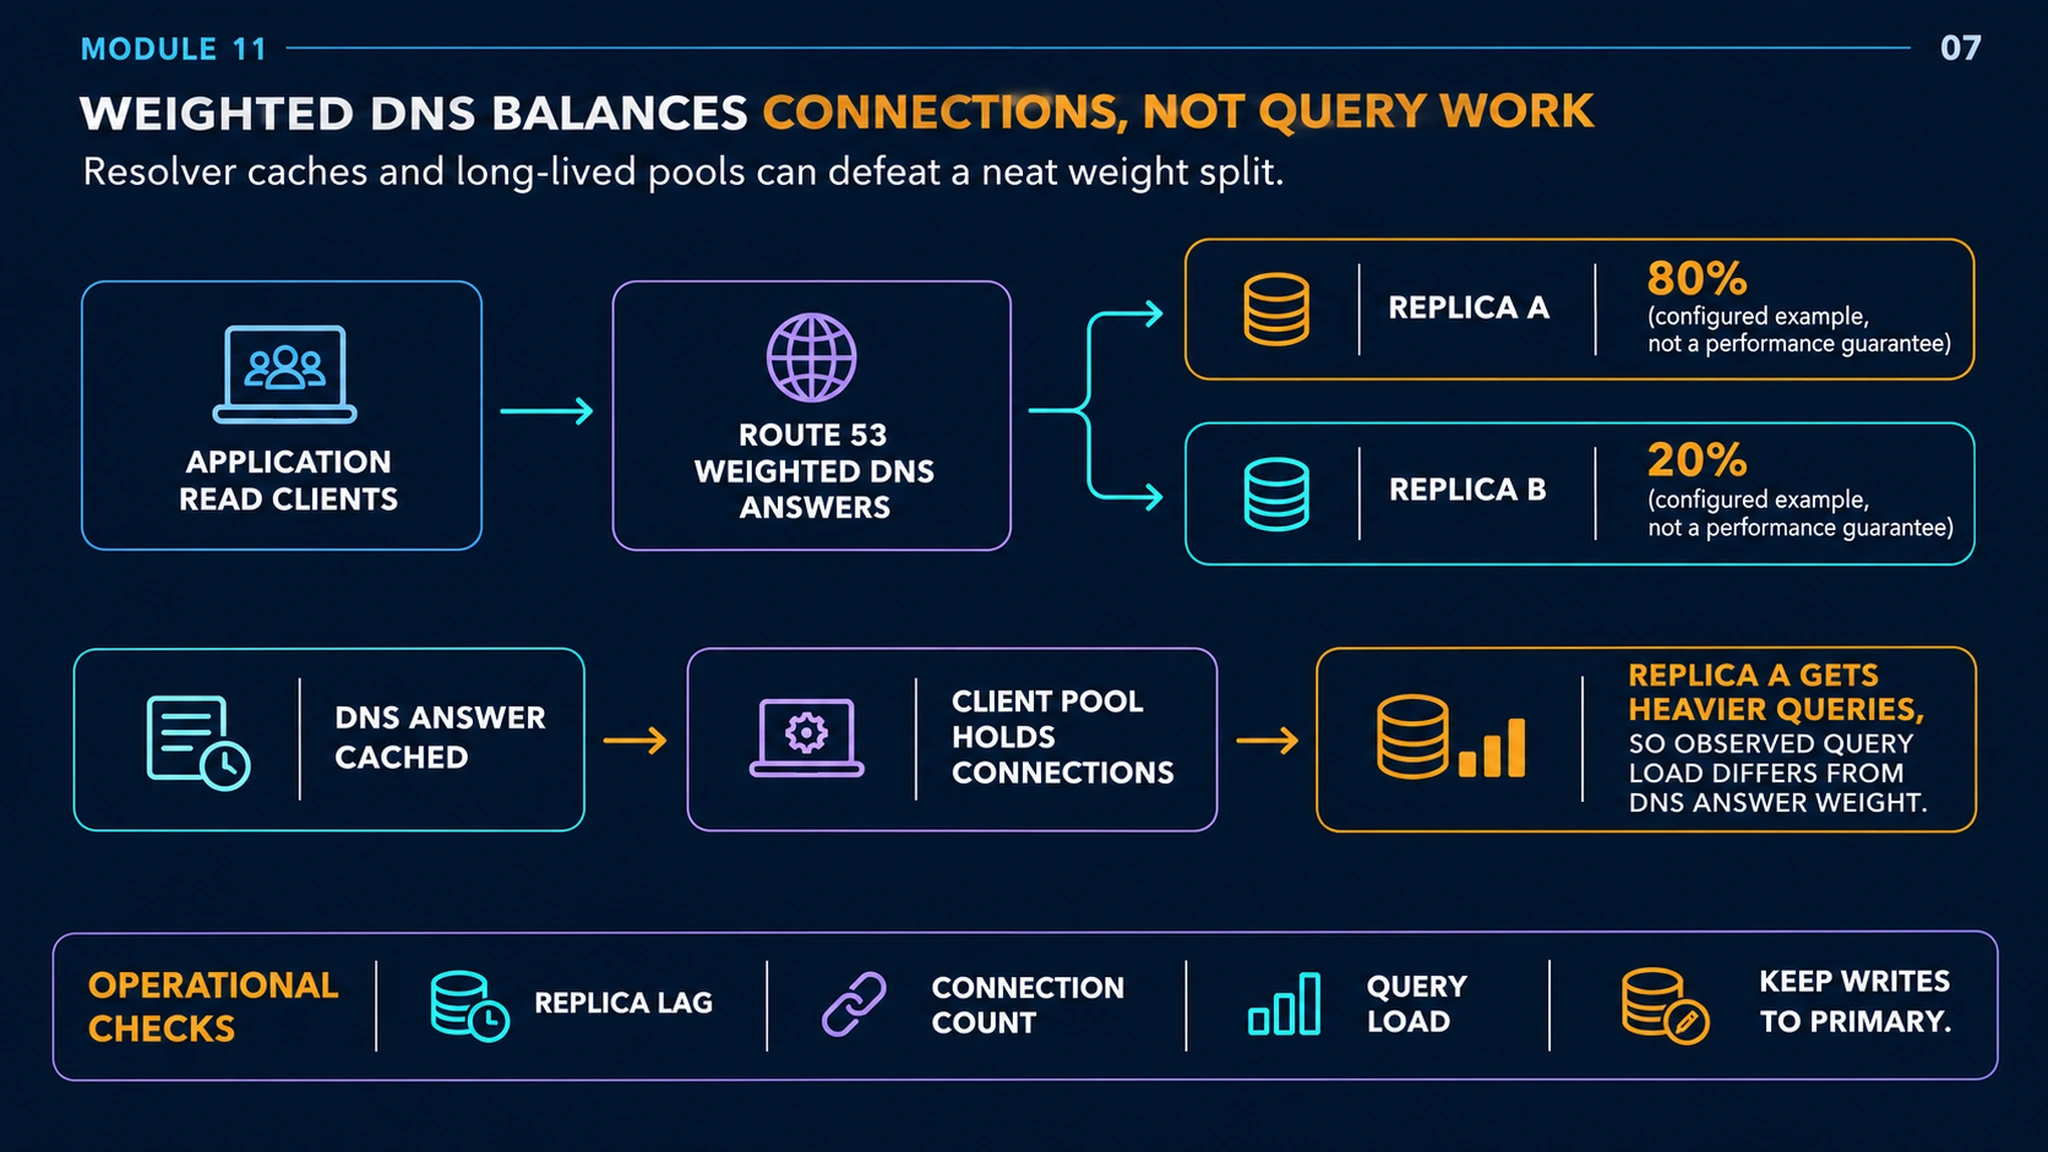 MODULE 11
07
WEIGHTED DNS BALANCES CONNECTIONS, NOT QUERY WORK
Resolver caches and long-lived pools can defeat a neat weight split.
APPLICATION
READ CLIENTS
ROUTE 53
WEIGHTED DNS
ANSWERS
REPLICA A
80%
(configured example,
not a performance guarantee)
REPLICA B
20%
(configured example,
not a performance guarantee)
DNS ANSWER
CACHED
CLIENT POOL
HOLDS
CONNECTIONS
REPLICA A GETS
HEAVIER QUERIES,
SO OBSERVED QUERY
LOAD DIFFERS FROM
DNS ANSWER WEIGHT.
OPERATIONAL
CHECKS
REPLICA LAG
CONNECTION
COUNT
QUERY
LOAD
KEEP WRITES
TO PRIMARY.